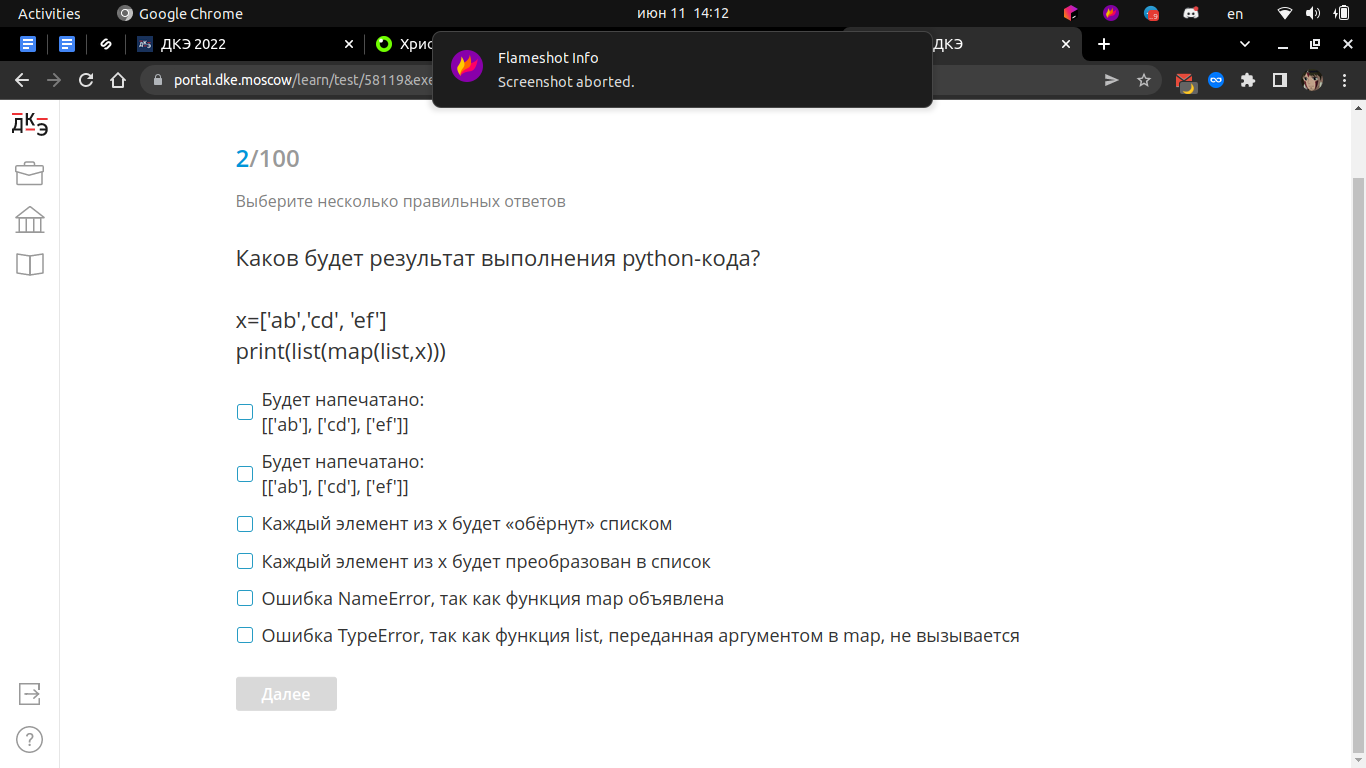 Activities
Google Chrome
июн 11 14:12
en
ДКЭ 2022
Хрис
ДКЭ
Flameshot Info
Screenshot aborted.
portal.dke.moscow/learn/test/58119&exe
ДКЭ
2/100
Выберите несколько правильных ответов
Каков будет результат выполнения python-кода?
x=['ab','cd', 'ef']
print(list(map(list,x)))
Будет напечатано:
[['ab'], ['cd'], ['ef']]
Будет напечатано:
[['ab'], ['cd'], ['ef']]
Каждый элемент из x будет «обёрнут» списком
Каждый элемент из x будет преобразован в список
Ошибка NameError, так как функция map объявлена
Ошибка TypeError, так как функция list, переданная аргументом в map, не вызывается
Далее